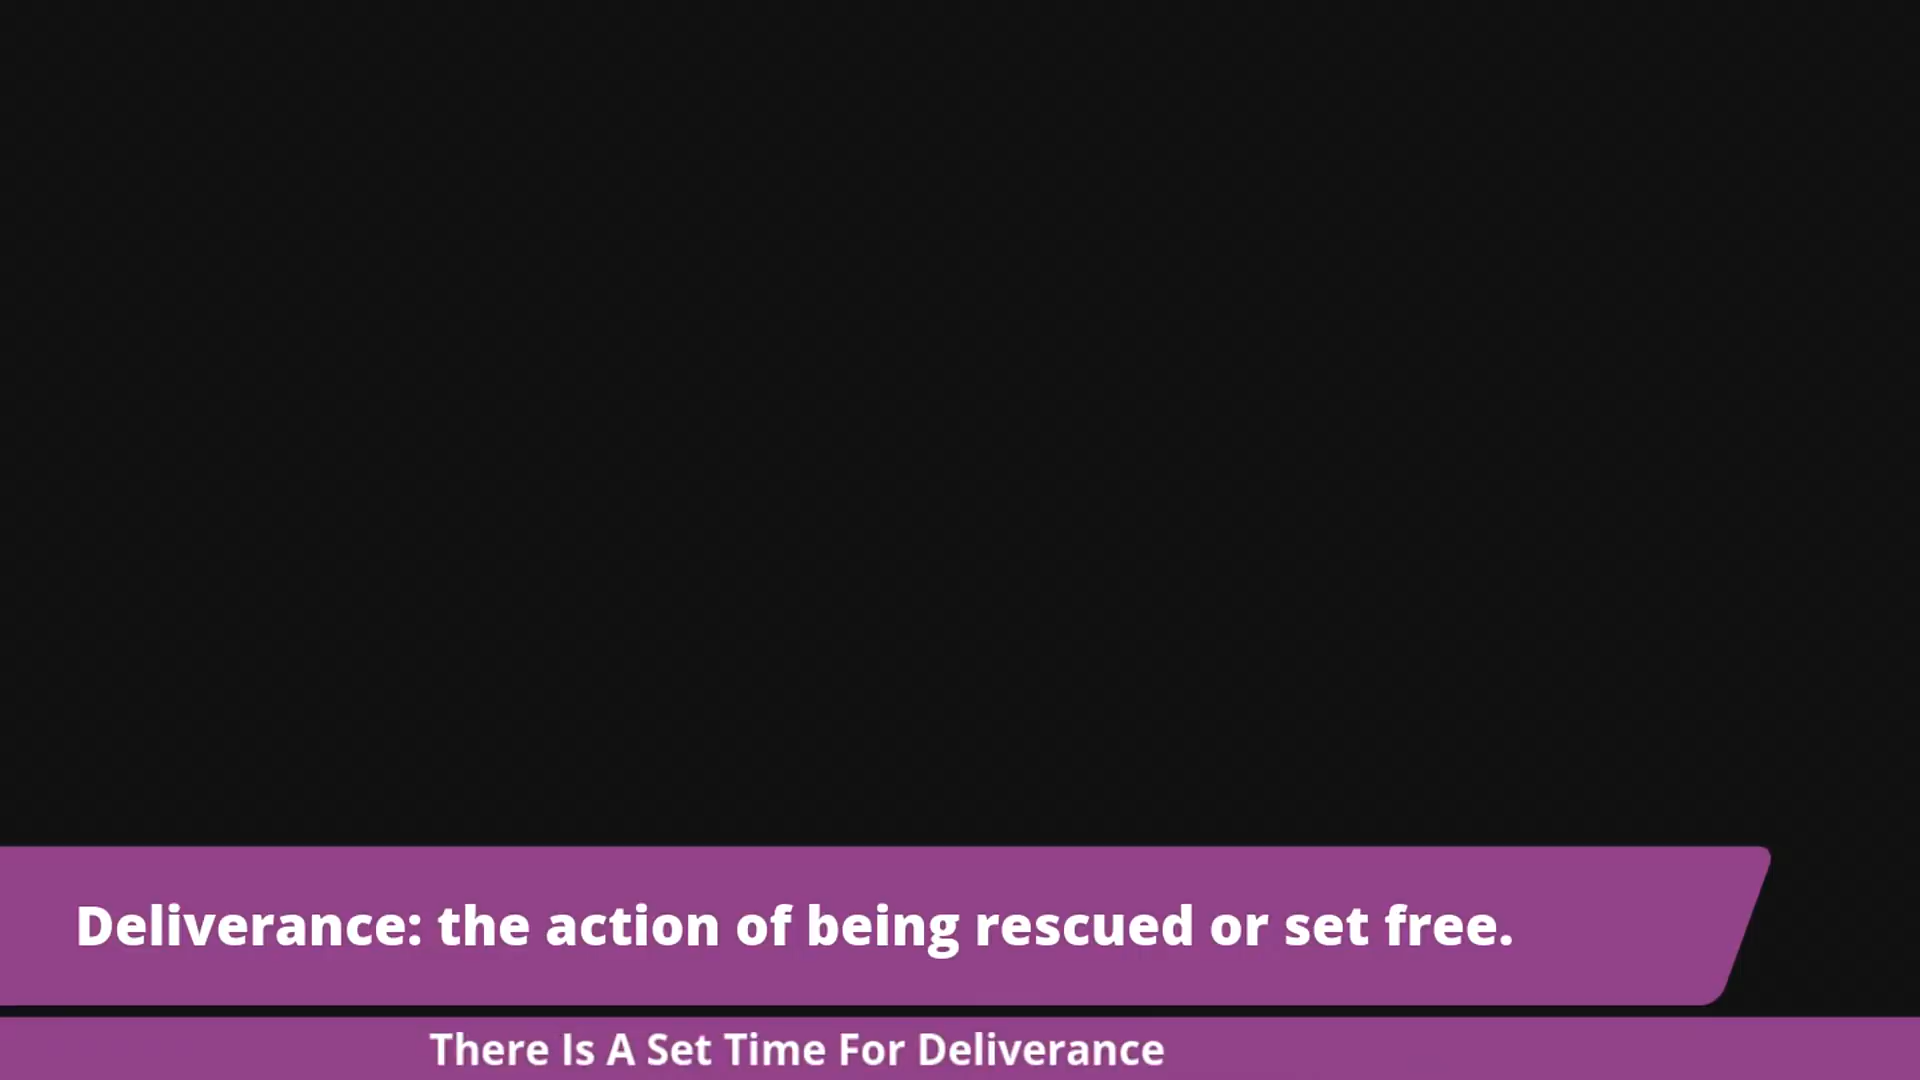 Deliverance: the action of being rescued or set free.
There Is A Set Time For Deliverance